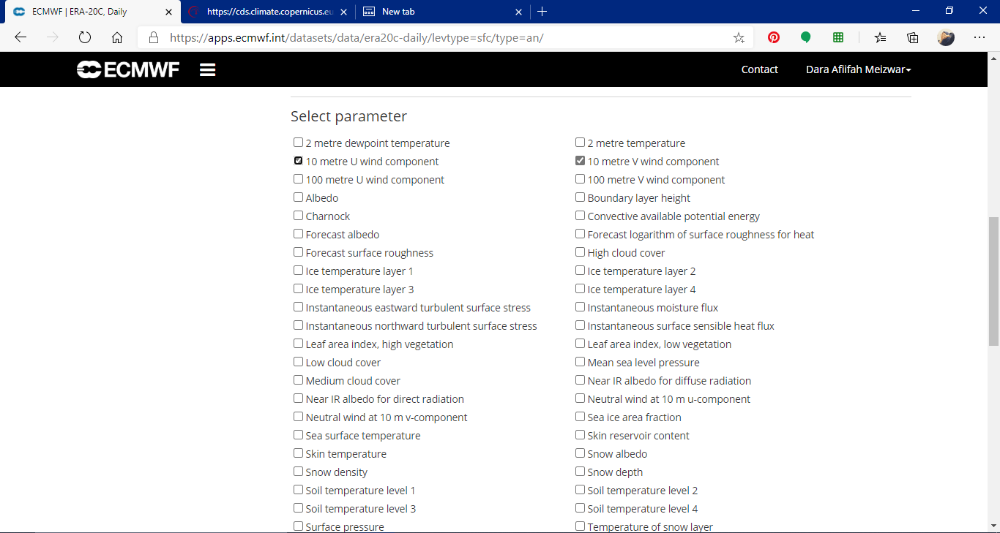 ECMWF | ERA-20C, Daily
https://cds.climate.copernicus.eu
New tab
https://apps.ecmwf.int/datasets/data/era20c-daily/levtype=sfc/type=an/
ECMWF
Contact
Dara Afiifah Meizwar
Select parameter
2 metre dewpoint temperature 2 metre temperature
10 metre U wind component 10 metre V wind component
100 metre U wind component 100 metre V wind component
Albedo Boundary layer height
Charnock Convective available potential energy
Forecast albedo Forecast logarithm of surface roughness for heat
Forecast surface roughness High cloud cover
Ice temperature layer 1 Ice temperature layer 2
Ice temperature layer 3 Ice temperature layer 4
Instantaneous eastward turbulent surface stress Instantaneous moisture flux
Instantaneous northward turbulent surface stress Instantaneous surface sensible heat flux
Leaf area index, high vegetation Leaf area index, low vegetation
Low cloud cover Mean sea level pressure
Medium cloud cover Near IR albedo for diffuse radiation
Near IR albedo for direct radiation Neutral wind at 10 m u-component
Neutral wind at 10 m v-component Sea ice area fraction
Sea surface temperature Skin reservoir content
Skin temperature Snow albedo
Snow density Snow depth
Soil temperature level 1 Soil temperature level 2
Soil temperature level 3 Soil temperature level 4
Surface pressure Temperature of snow layer